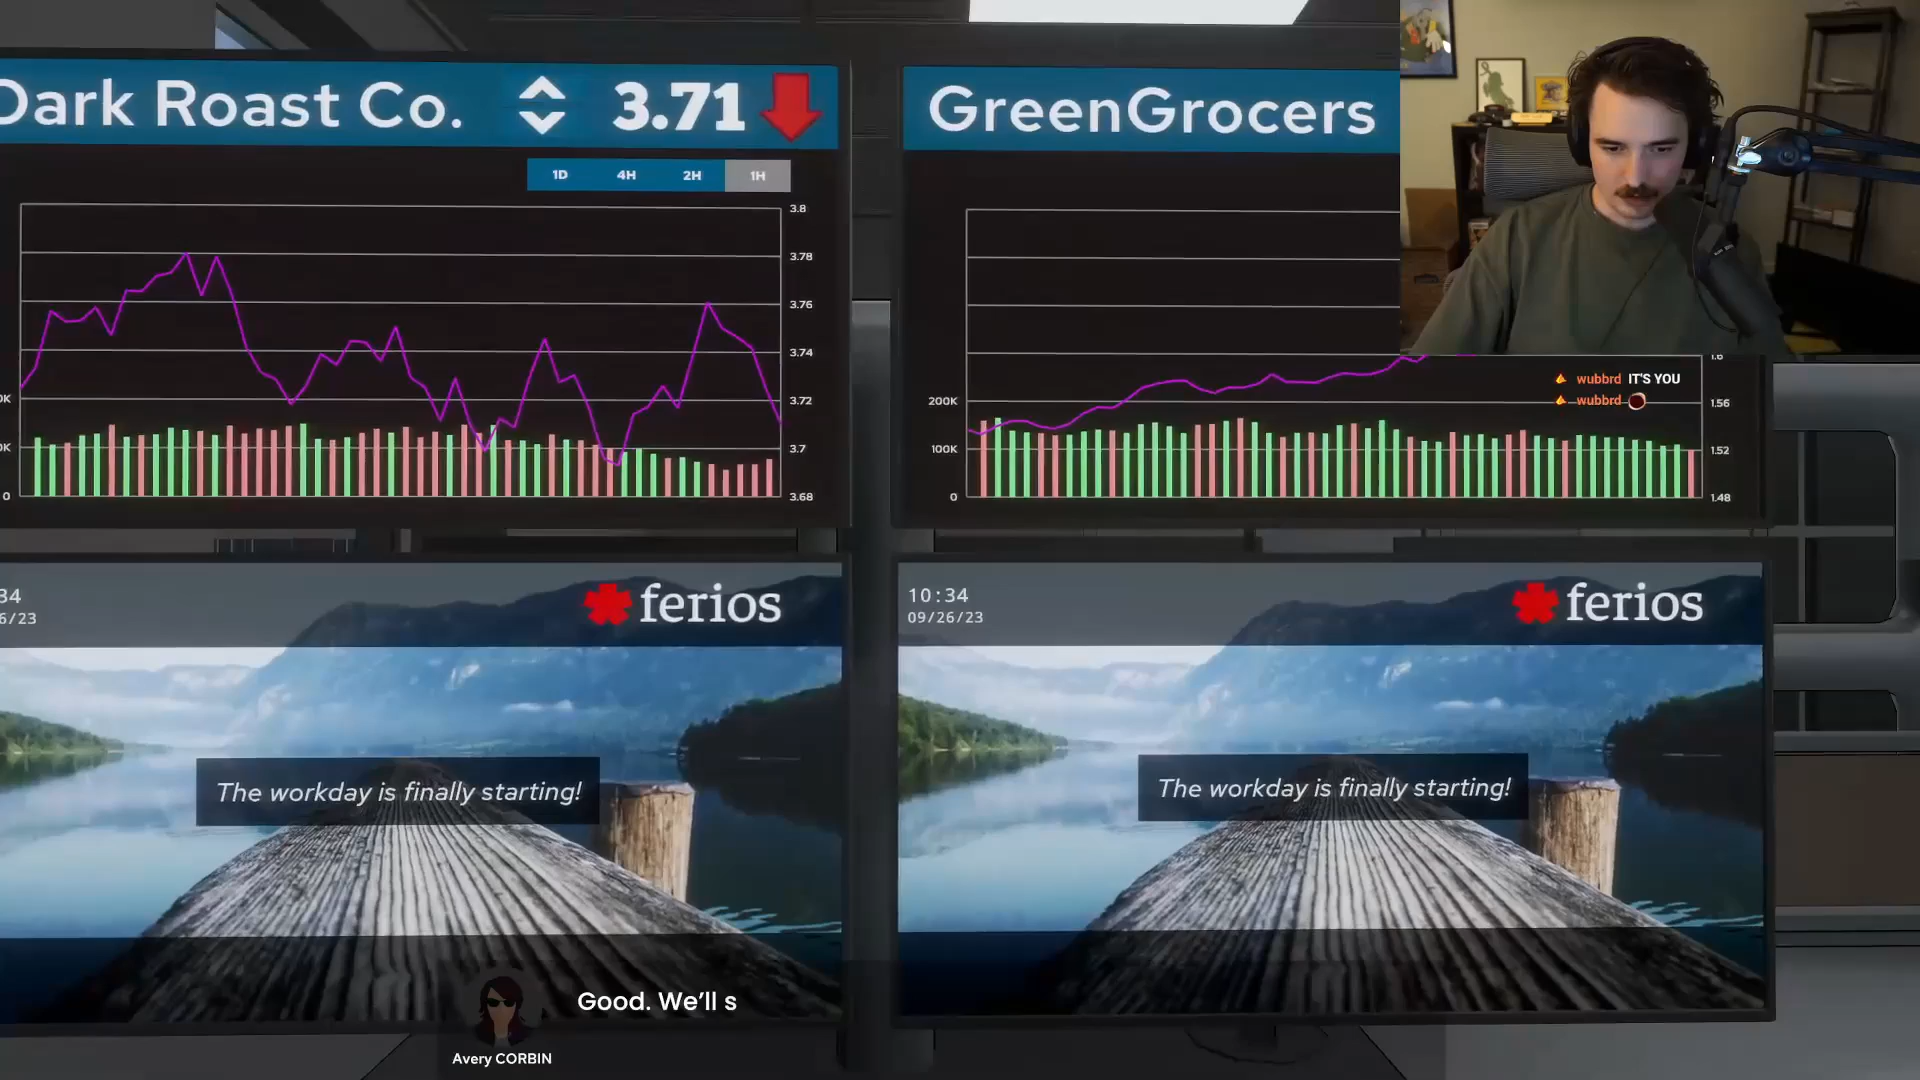 Dark Roast Co.
3.71
1D
4H
2H
1H
3.8
3.78
3.76
3.74
3.72
3.7
3.68
0
GreenGrocers
200K
100K
0
1.56
1.52
1.48
wubbrd IT'S YOU
wubbrd
ferios
The workday is finally starting!
10:34
09/26/23
ferios
The workday is finally starting!
Good. We'll s
Avery CORBIN